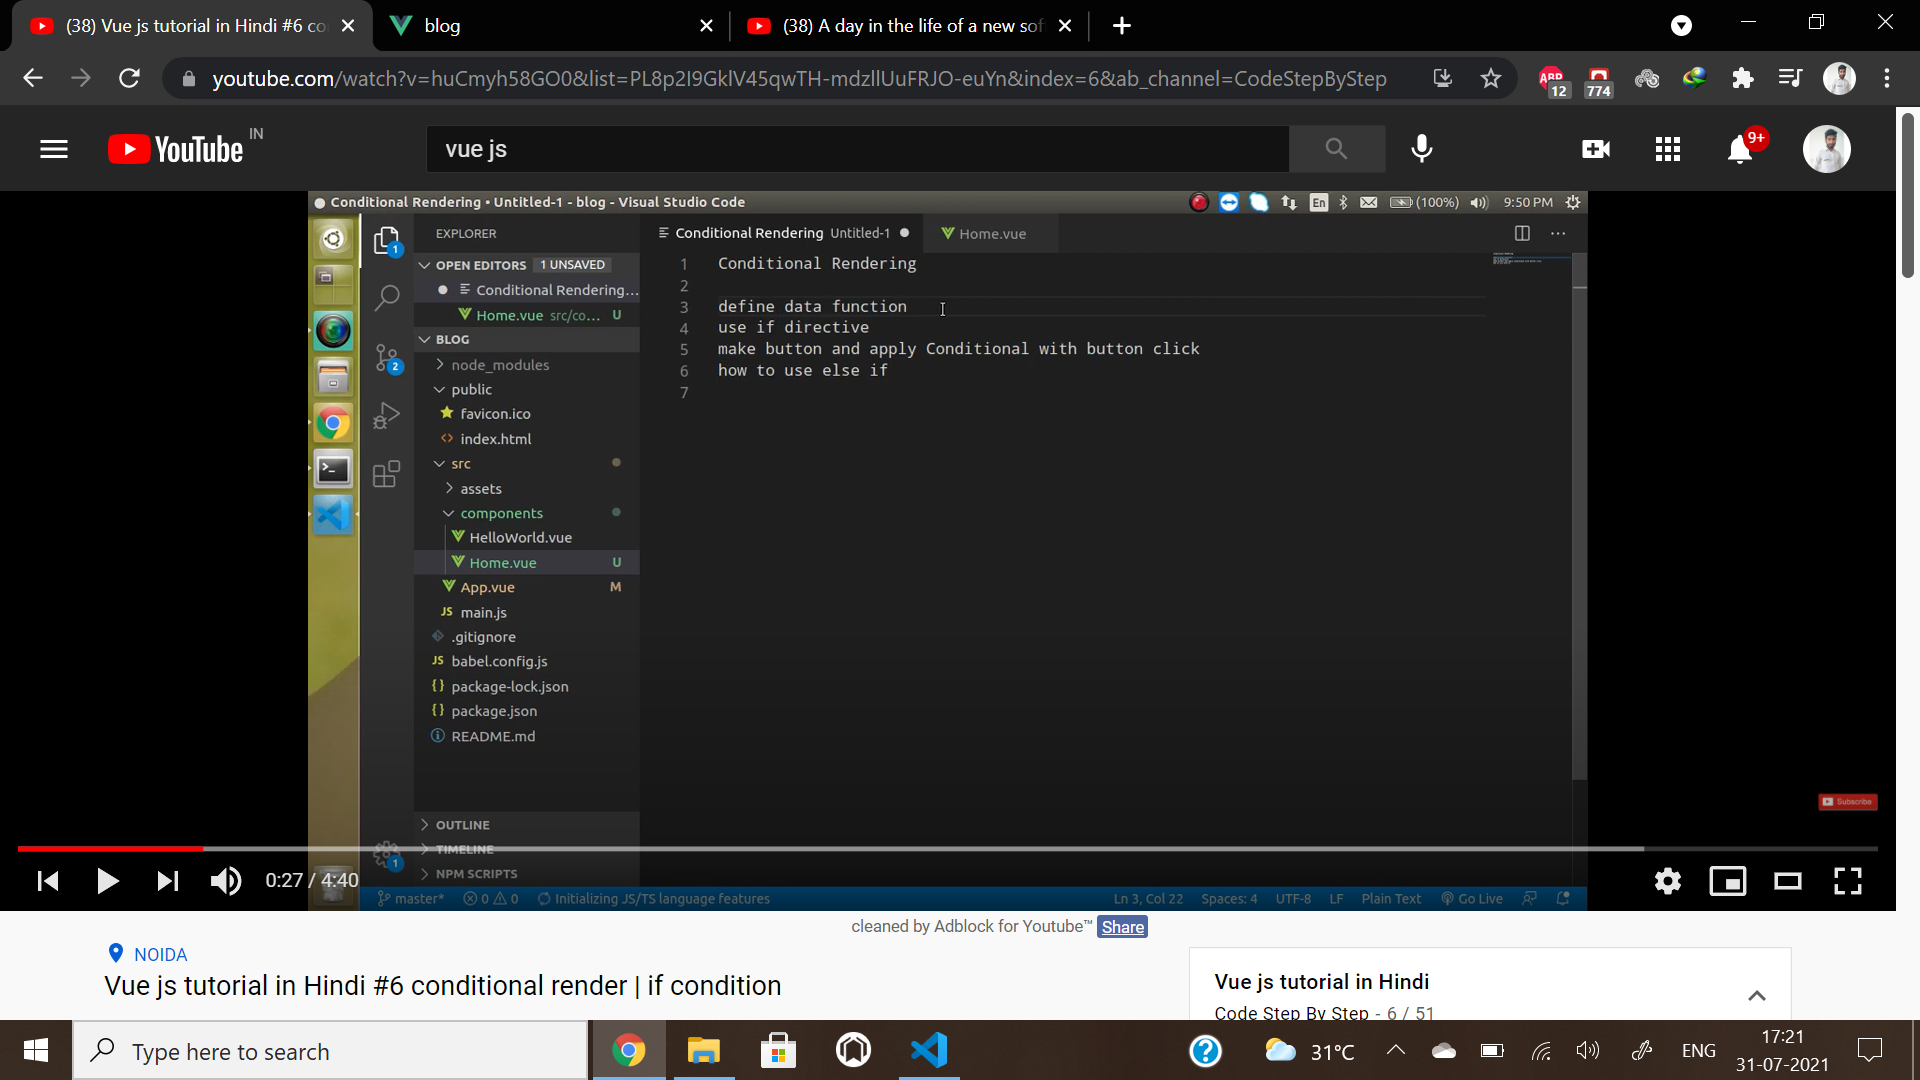 (38) Vue js tutorial in Hindi #6 co
blog
(38) A day in the life of a new sof
youtube.com/watch?v=huCmyh58GO0&list=PL8p2I9GklV45qwTH-mdzllUuFRJO-euYn&index=6&ab_channel=CodeStepByStep
ABP
12
774
YouTube IN
vue js
9+
Conditional Rendering • Untitled-1 - blog - Visual Studio Code
En
(100%)
9:50 PM
EXPLORER
Conditional Rendering Untitled-1
Home.vue
OPEN EDITORS 1 UNSAVED
Conditional Rendering...
Home.vue src/co... U
BLOG
node_modules
public
favicon.ico
index.html
src
assets
components
HelloWorld.vue
Home.vue U
App.vue M
JS main.js
.gitignore
JS babel.config.js
{} package-lock.json
{} package.json
README.md
OUTLINE
TIMELINE
NPM SCRIPTS
1
2
1
1 Conditional Rendering
2
3 define data function
4 use if directive
5 make button and apply Conditional with button click
6 how to use else if
7
Subscribe
0:27 / 4:40
master*
0 0
Initializing JS/TS language features
Ln 3, Col 22
Spaces: 4
UTF-8
LF
Plain Text
Go Live
cleaned by Adblock for Youtube™ Share
NOIDA
Vue js tutorial in Hindi #6 conditional render | if condition
Vue js tutorial in Hindi
Code Step By Step - 6 / 51
Type here to search
31°C
ENG
17:21
31-07-2021